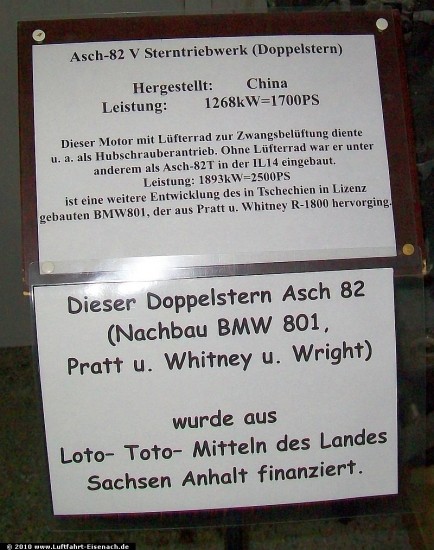 Asch-82 V Sterntriebwerk (Doppelstern)
Hergestellt: China
Leistung: 1268kW=1700PS
Dieser Motor mit Lüfterrad zur Zwangsbelüftung diente
u. a. als Hubschrauberantrieb. Ohne Lüfterrad war er unter
anderem als Asch-82T in der IL14 eingebaut.
Leistung: 1893kW=2500PS
ist eine weitere Entwicklung des in Tschechien in Lizenz
gebauten BMW801, der aus Pratt u. Whitney R-1800 hervorging.
Dieser Doppelstern Asch 82
(Nachbau BMW 801,
Pratt u. Whitney u. Wright)
wurde aus
Loto- Toto- Mitteln des Landes
Sachsen Anhalt finanziert.
© 2010 www.Luftfahrt-Eisenach.de